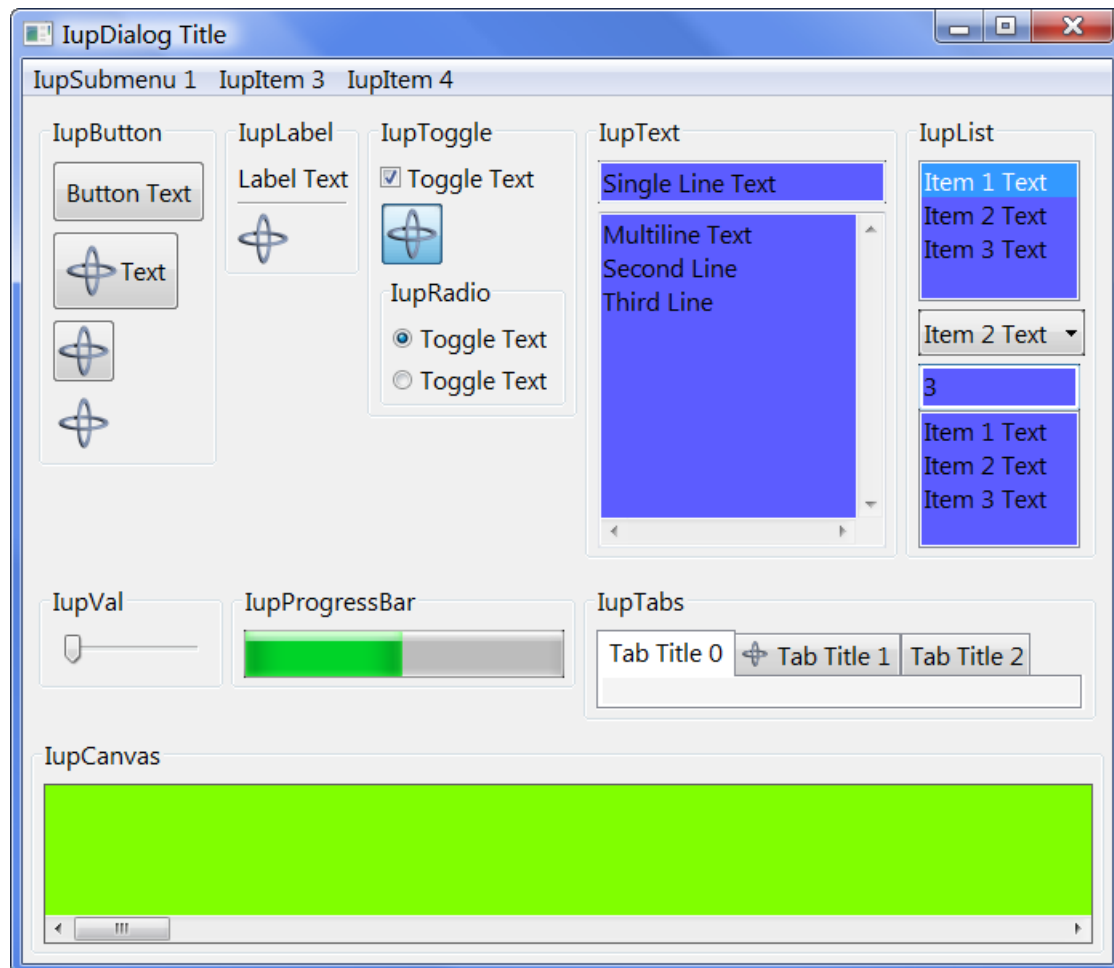 IupDialog Title
IupSubmenu 1 IupItem 3 IupItem 4
IupButton
Button Text
Text
IupLabel
Label Text
IupToggle
Toggle Text
IupRadio
Toggle Text
Toggle Text
IupText
Single Line Text
Multiline Text
Second Line
Third Line
IupList
Item 1 Text
Item 2 Text
Item 3 Text
Item 2 Text
3
Item 1 Text
Item 2 Text
Item 3 Text
IupVal
IupProgressBar
IupTabs
Tab Title 0 Tab Title 1 Tab Title 2
IupCanvas